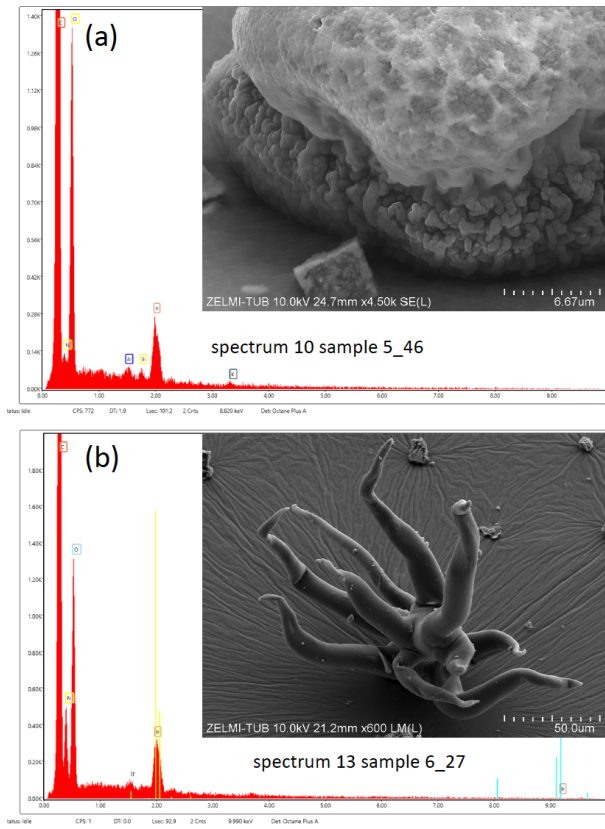 (a)
1.40K
1.26K
1.12K
0.98K
0.84K
0.70K
0.56K
0.42K
0.28K
0.14K
0.00K
C
O
N
Si
K
0.00 1.00 2.00 3.00 4.00 5.00 6.00 7.00 8.00 9.00
ZELMI-TUB 10.0kV 24.7mm x4.50k SE(L)
6.67um
spectrum 10 sample 5_46
tatus: Idle CPS: 772 DT: 1.9 Lsec: 101.2 2 Cnts 8.820 keV Det: Octane Plus A
(b)
1.80K
1.60K
1.40K
1.20K
1.00K
0.80K
0.60K
0.40K
0.20K
0.00K
C
O
N
Ir
0.00 1.00 2.00 3.00 4.00 5.00 6.00 7.00 8.00
ZELMI-TUB 10.0kV 21.2mm x600 LM(L)
50.0um
spectrum 13 sample 6_27
tatus: Idle CPS: 1 DT: 0.0 Lsec: 92.9 2 Cnts 9.990 keV Det: Octane Plus A